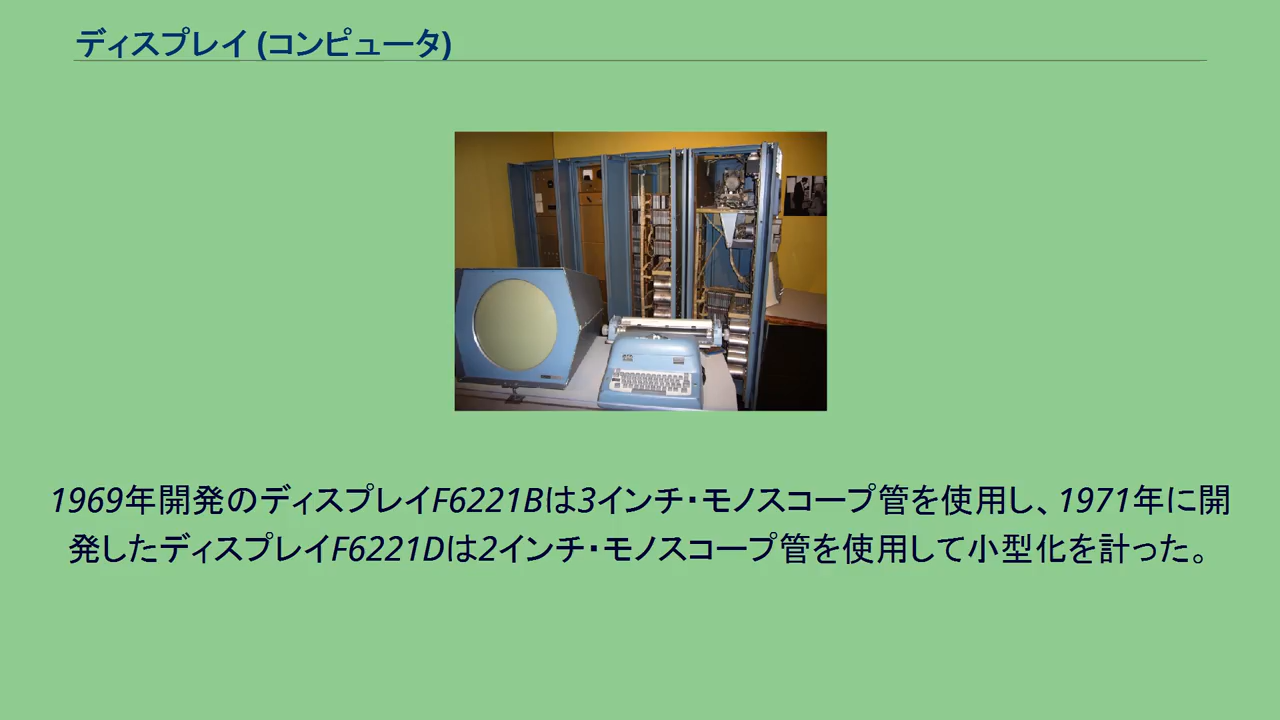 ディスプレイ (コンピュータ)
1969年開発のディスプレイF6221Bは3インチ・モノスコープ管を使用し、1971年に開
発したディスプレイF6221Dは2インチ・モノスコープ管を使用して小型化を計った。